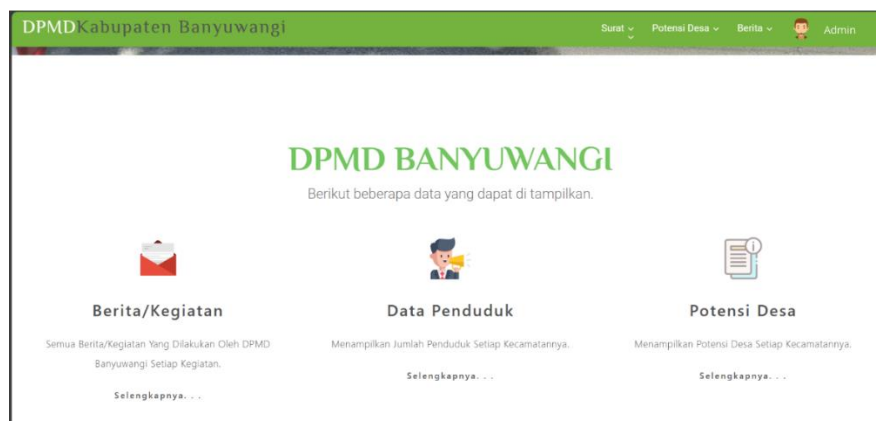 DPMDKabupaten Banyuwangi
Surat
Potensi Desa
Berita
Admin
DPMD BANYUWANGI
Berikut beberapa data yang dapat di tampilkan.
Berita/Kegiatan
Semua Berita/Kegiatan Yang Dilakukan Oleh DPMD
Banyuwangi Setiap Kegiatan.
Selengkapnya. . .
Data Penduduk
Menampilkan Jumlah Penduduk Setiap Kecamatannya.
Selengkapnya. . .
Potensi Desa
Menampilkan Potensi Desa Setiap Kecamatannya.
Selengkapnya. . .